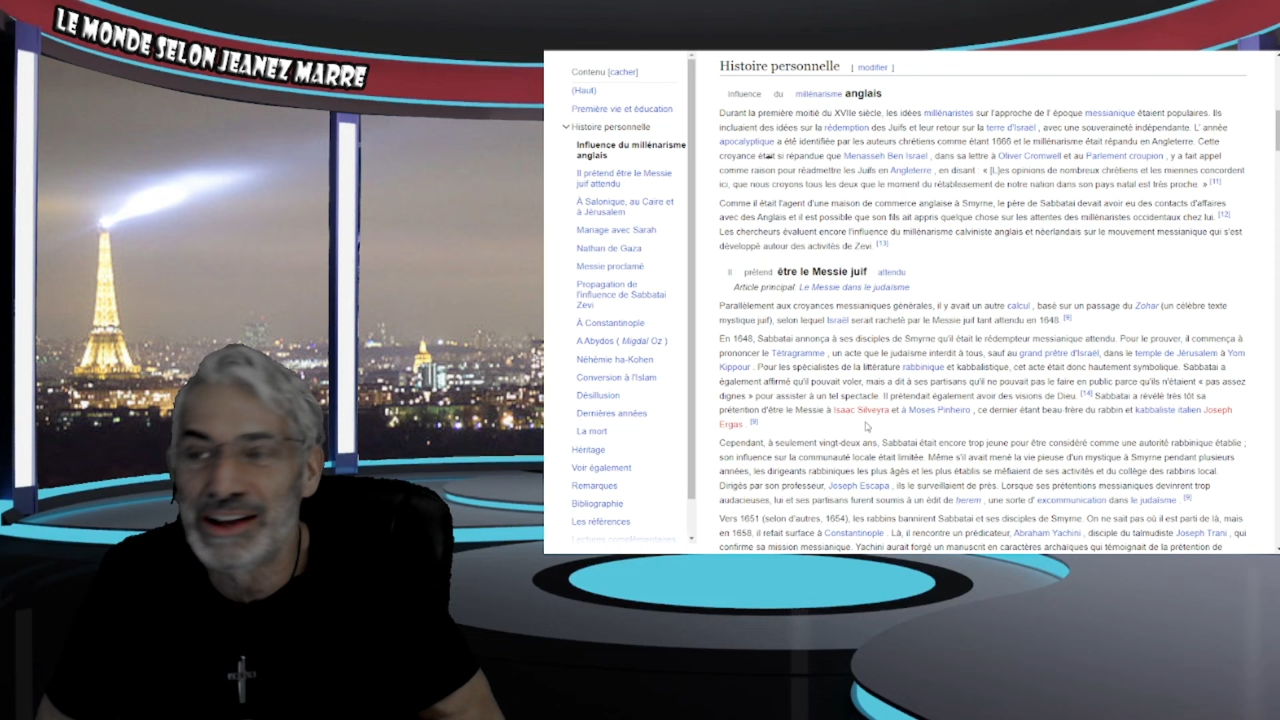 LE MONDE SELON JEANEZ MARRE
Contenu [cacher]
(Haut)
Première vie et éducation
Histoire personnelle
Influence du millénarisme
anglais
Il prétend être le Messie
juif attendu
À Salonique, au Caire et
à Jérusalem
Mariage avec Sarah
Nathan de Gaza
Messie proclamé
Propagation de
l'influence de Sabbatai
Zevi
À Constantinople
A Abydos ( Migdal Oz )
Néhémie ha-Kohen
Conversion à l'Islam
Désillusion
Dernières années
La mort
Héritage
Voir également
Remarques
Bibliographie
Les références
Lectures complémentaires
Histoire personnelle [ modifier ]
Influence du millénarisme anglais
Durant la première moitié du XVIIe siècle, les idées millénaristes sur l'approche de l' époque messianique étaient populaires. Ils
incluaient des idées sur la rédemption des Juifs et leur retour sur la terre d'Israël , avec une souveraineté indépendante. L' année
apocalyptique a été identifiée par les auteurs chrétiens comme étant 1666 et le millénarisme était répandu en Angleterre. Cette
croyance était si répandue que Menasseh Ben Israel , dans sa lettre à Oliver Cromwell et au Parlement croupion , y a fait appel
comme raison pour réadmettre les Juifs en Angleterre , en disant : « [L]es opinions de nombreux chrétiens et les miennes concordent
ici, que nous croyons tous les deux que le moment du rétablissement de notre nation dans son pays natal est très proche. » [11]
Comme il était l'agent d'une maison de commerce anglaise à Smyrne, le père de Sabbatai devait avoir eu des contacts d'affaires
avec des Anglais et il est possible que son fils ait appris quelque chose sur les attentes des millénaristes occidentaux chez lui. [12]
Les chercheurs évaluent encore l'influence du millénarisme calviniste anglais et néerlandais sur le mouvement messianique qui s'est
développé autour des activités de Zevi. [13]
Il prétend être le Messie juif attendu
Article principal: Le Messie dans le judaïsme
Parallèlement aux croyances messianiques générales, il y avait un autre calcul , basé sur un passage du Zohar (un célèbre texte
mystique juif), selon lequel Israël serait racheté par le Messie juif tant attendu en 1648. [9]
En 1648, Sabbatai annonça à ses disciples de Smyrne qu'il était le rédempteur messianique attendu. Pour le prouver, il commença à
prononcer le Tétragramme , un acte que le judaïsme interdit à tous, sauf au grand prêtre d'Israël, dans le temple de Jérusalem à Yom
Kippour . Pour les spécialistes de la littérature rabbinique et kabbalistique, cet acte était donc hautement symbolique. Sabbatai a
également affirmé qu'il pouvait voler, mais a dit à ses partisans qu'il ne pouvait pas le faire en public parce qu'ils n'étaient « pas assez
dignes » pour assister à un tel spectacle. Il prétendait également avoir des visions de Dieu. [14] Sabbatai a révélé très tôt sa
prétention d'être le Messie à Isaac Silveyra et à Moses Pinheiro , ce dernier étant beau-frère du rabbin et kabbaliste italien Joseph
Ergas . [9]
Cependant, à seulement vingt-deux ans, Sabbatai était encore trop jeune pour être considéré comme une autorité rabbinique établie ;
son influence sur la communauté locale était limitée. Même s'il avait mené la vie pieuse d'un mystique à Smyrne pendant plusieurs
années, les dirigeants rabbiniques les plus âgés et les plus établis se méfiaient de ses activités et du collège des rabbins local.
Dirigés par son professeur, Joseph Escapa , ils le surveillaient de près. Lorsque ses prétentions messianiques devinrent trop
audacieuses, lui et ses partisans furent soumis à un édit de herem , une sorte d' excommunication dans le judaïsme. [9]
Vers 1651 (selon d'autres, 1654), les rabbins bannirent Sabbatai et ses disciples de Smyrne. On ne sait pas où il est parti de là, mais
en 1658, il refait surface à Constantinople . Là, il rencontre un prédicateur, Abraham Yachini , disciple du talmudiste Joseph Trani , qui
confirme sa mission messianique. Yachini aurait forgé un manuscrit en caractères archaïques qui témoignait de la prétention de